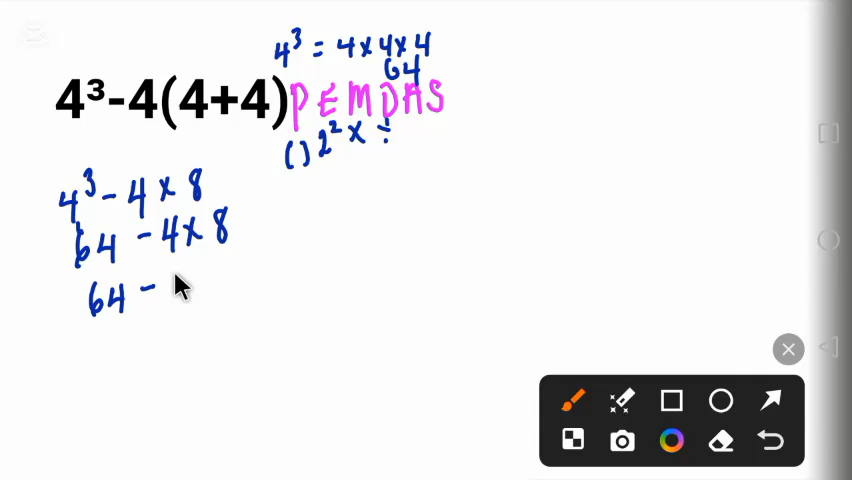 4³ = 4×4×4
64
4³-4(4+4) PEMDAS
( ) 2² × ÷
4³ - 4 × 8
64 - 4 × 8
64 -